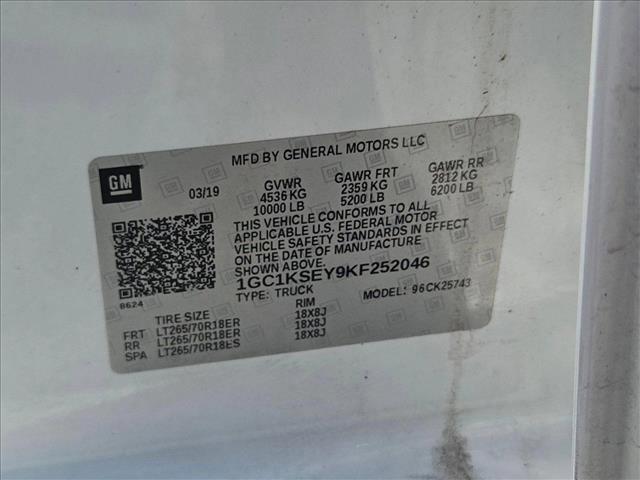 MFD BY GENERAL MOTORS LLC
GM
03/19
GVWR GAWR FRT GAWR RR
4536 KG 2359 KG 2812 KG
10000 LB 5200 LB 6200 LB
THIS VEHICLE CONFORMS TO ALL
APPLICABLE U.S. FEDERAL MOTOR
VEHICLE SAFETY STANDARDS IN EFFECT
ON THE DATE OF MANUFACTURE
SHOWN ABOVE.
1GC1KSEY9KF252046
TYPE: TRUCK MODEL: 96CK25743
B624
TIRE SIZE RIM
FRT LT265/70R18ER 18X8J
RR LT265/70R18ER 18X8J
SPA LT265/70R18ES 18X8J